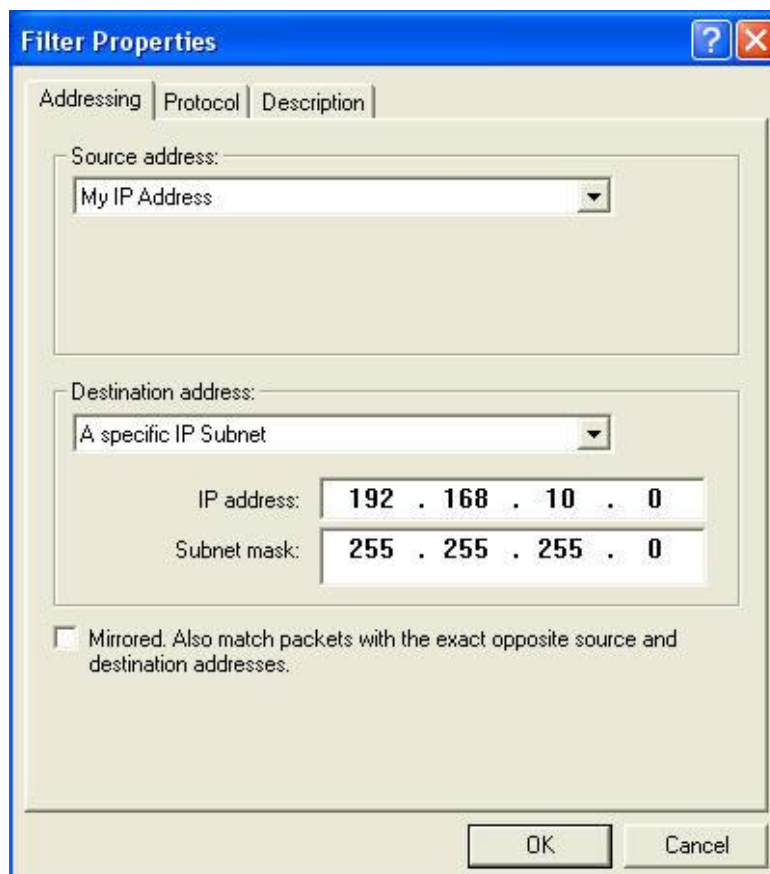 Filter Properties
Addressing Protocol Description
Source address:
My IP Address
Destination address:
A specific IP Subnet
IP address: 192 . 168 . 10 . 0
Subnet mask: 255 . 255 . 255 . 0
Mirrored. Also match packets with the exact opposite source and
destination addresses.
OK Cancel